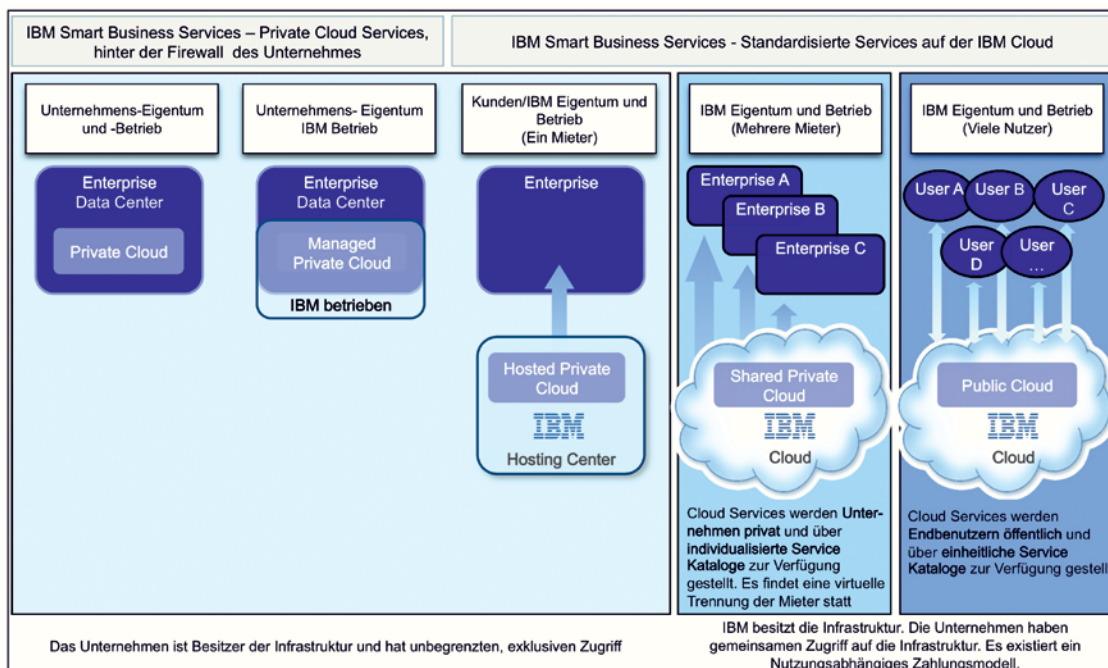 IBM Smart Business Services – Private Cloud Services,
hinter der Firewall des Unternehmes
IBM Smart Business Services - Standardisierte Services auf der IBM Cloud
Unternehmens-Eigentum
und -Betrieb
Unternehmens- Eigentum
IBM Betrieb
Kunden/IBM Eigentum und
Betrieb
(Ein Mieter)
IBM Eigentum und Betrieb
(Mehrere Mieter)
IBM Eigentum und Betrieb
(Viele Nutzer)
Enterprise
Data Center
Private Cloud
Enterprise
Data Center
Managed
Private Cloud
IBM betrieben
Enterprise
Hosted Private
Cloud
IBM
Hosting Center
Enterprise A
Enterprise B
Enterprise C
Shared Private
Cloud
IBM
Cloud
Cloud Services werden Unter-
nehmen privat und über
individualisierte Service
Kataloge zur Verfügung
gestellt. Es findet eine virtuelle
Trennung der Mieter statt
User A
User B
User
C
User
D
User
...
Public Cloud
IBM
Cloud
Cloud Services werden
Endbenutzern öffentlich und
über einheitliche Service
Kataloge zur Verfügung gestellt
Das Unternehmen ist Besitzer der Infrastruktur und hat unbegrenzten, exklusiven Zugriff
IBM besitzt die Infrastruktur. Die Unternehmen haben
gemeinsamen Zugriff auf die Infrastruktur. Es existiert ein
Nutzungsabhängiges Zahlungsmodell.